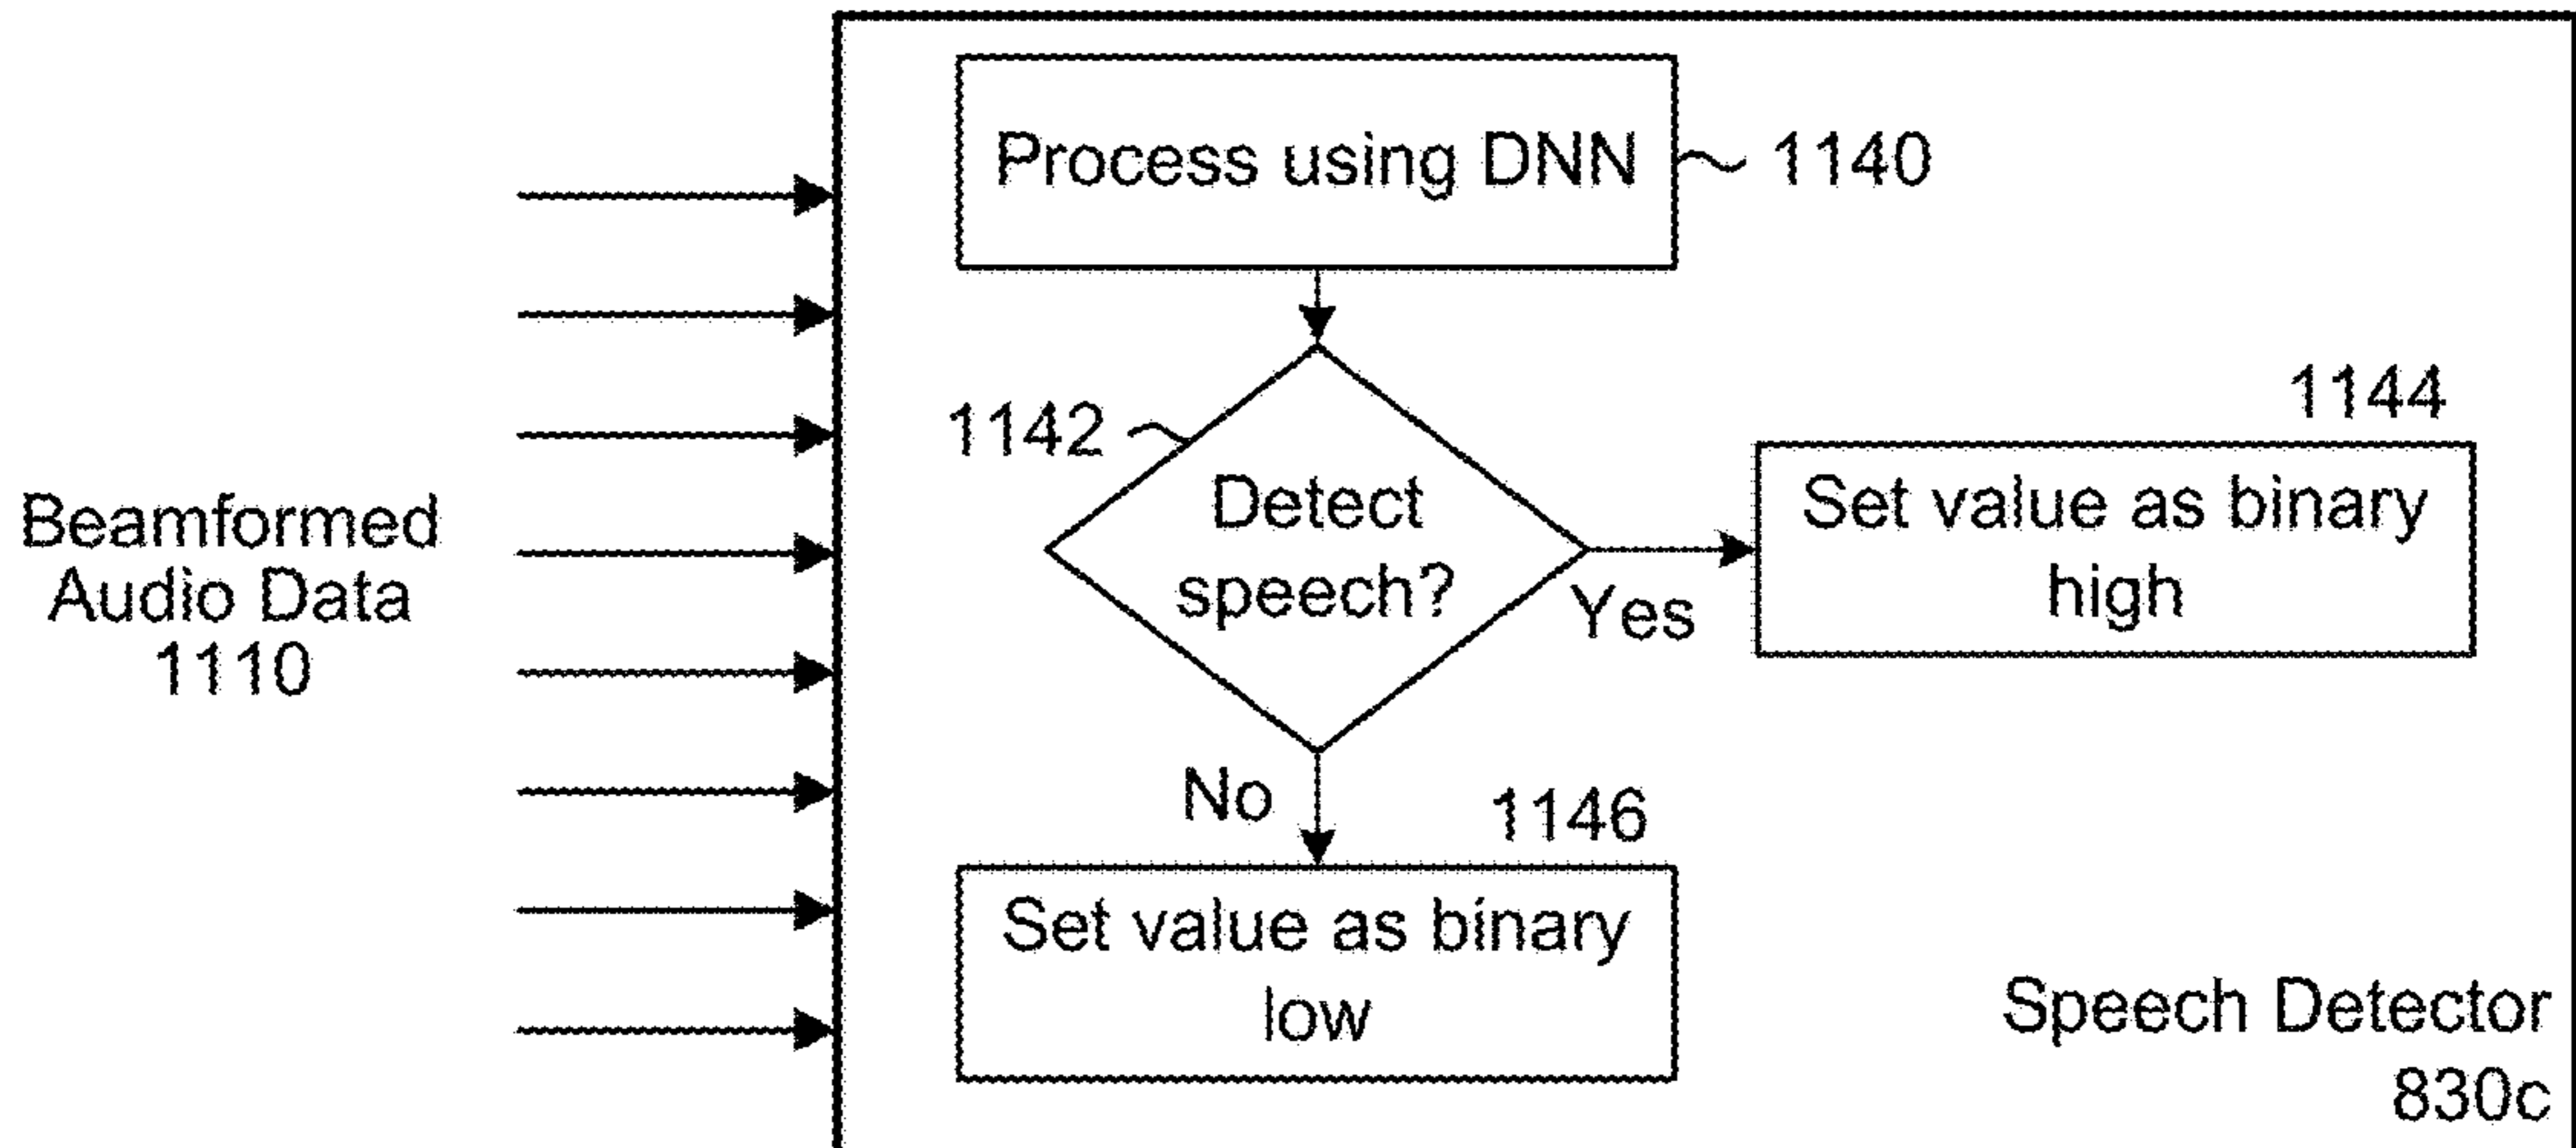 Process using DNN
1140
1142
Detect
speech?
1144
Set value as binary
high
Yes
Beamformed
Audio Data
1110
No
1146
Set value as binary
low
Speech Detector
830c